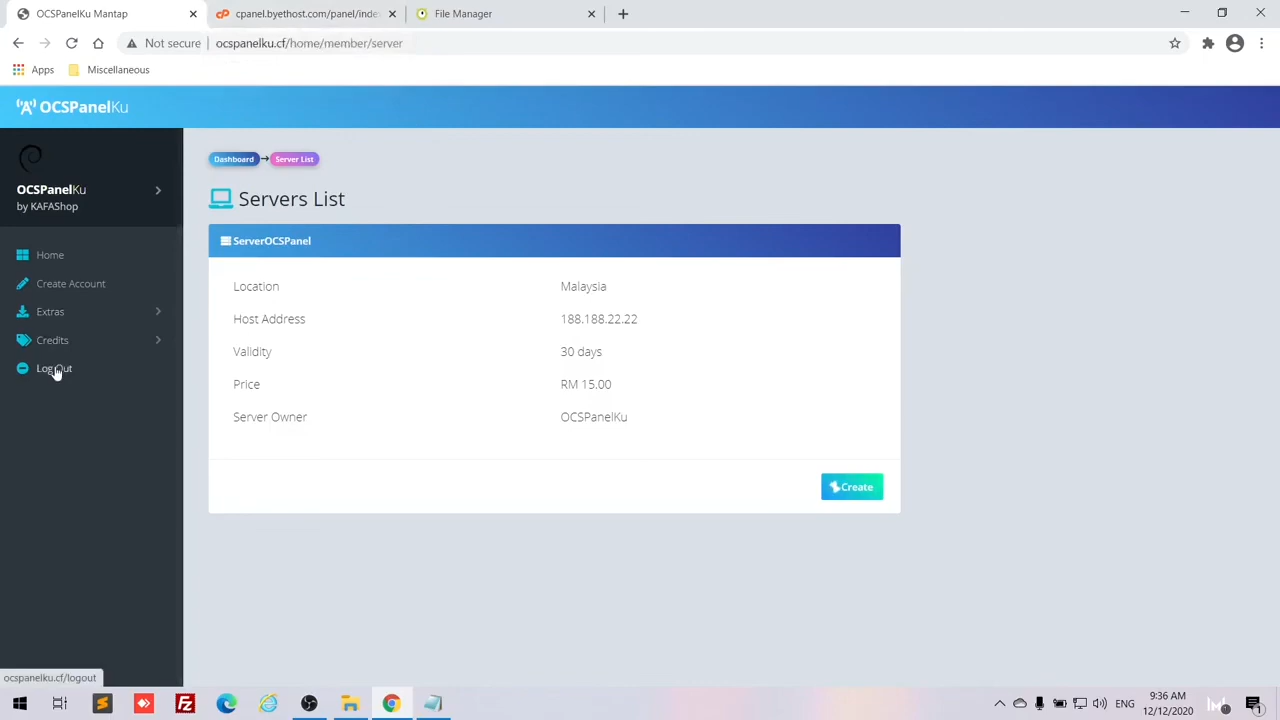 OCSPanelKu Mantap
cpanel.byethost.com/panel/inde
File Manager
Not secure
ocspanelku.cf/home/member/server
Apps
Miscellaneous
OCSPanelKu
OCSPanelKu
by KAFAShop
Home
Create Account
Extras
Credits
Log Out
Dashboard
Server List
Servers List
ServerOCSPanel
Location Malaysia
Host Address 188.188.22.22
Validity 30 days
Price RM 15.00
Server Owner OCSPanelKu
Create
ocspanelku.cf/logout
ENG
9:36 AM
12/12/2020